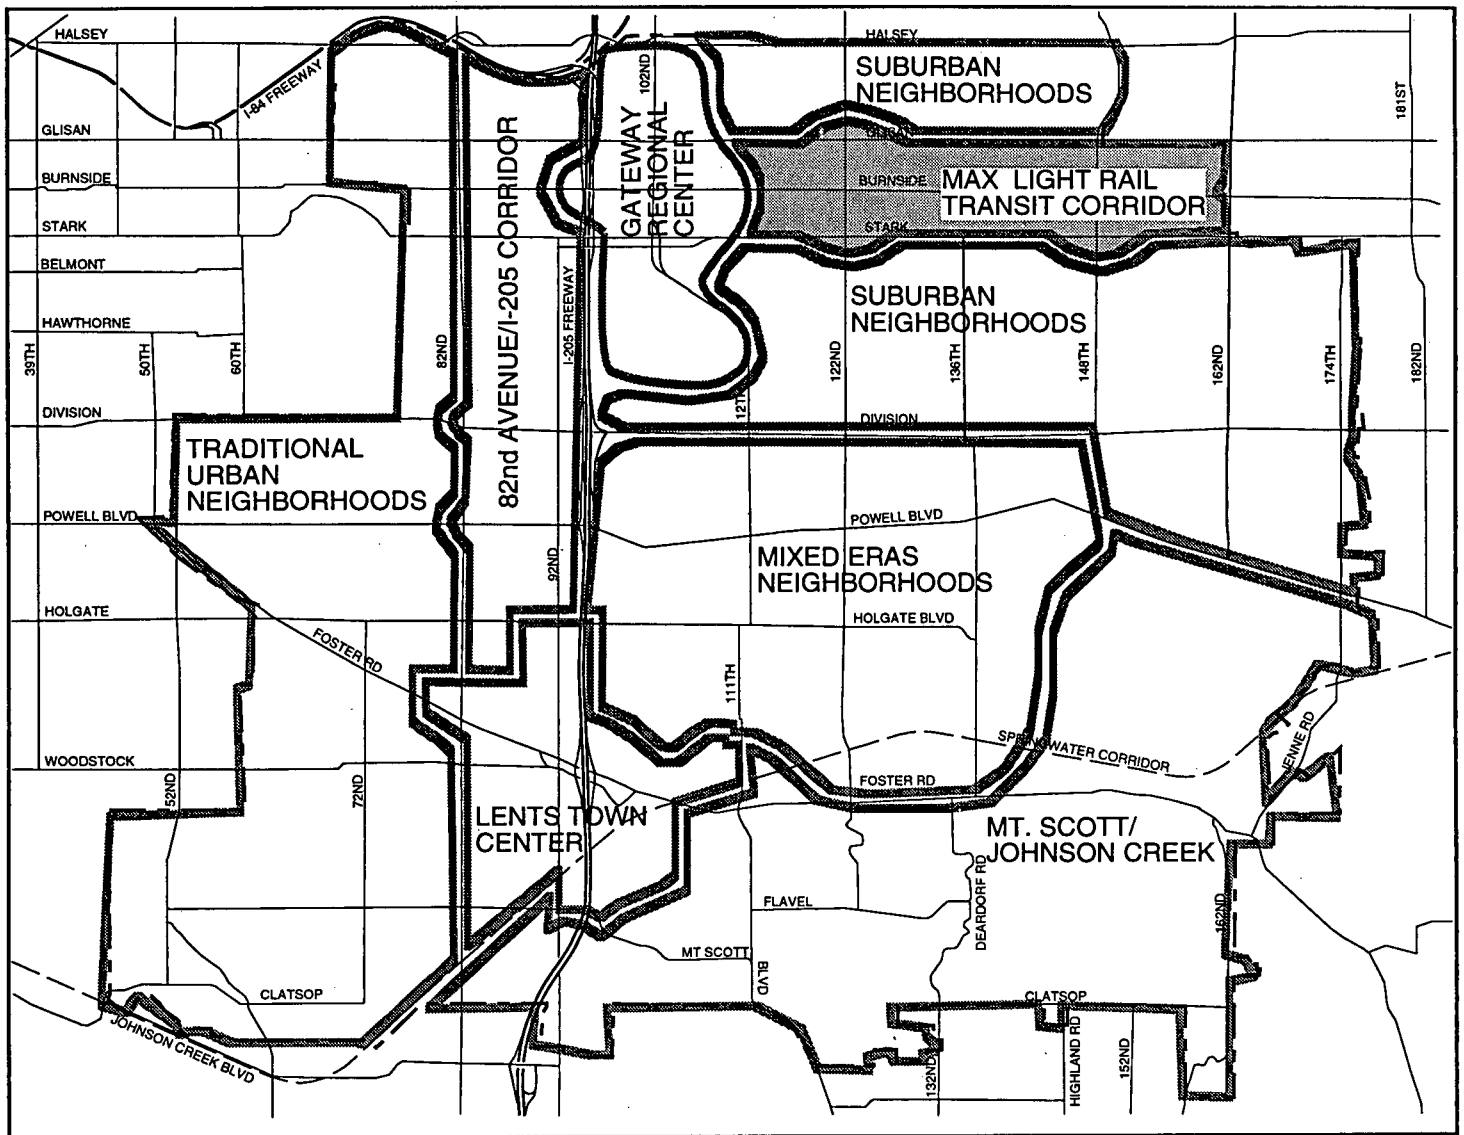 HALSEY
HALSEY
I-84 FREEWAY
102ND
SUBURBAN
NEIGHBORHOODS
181ST
GLISAN
GLISAN
82nd AVENUE/I-205 CORRIDOR
GATEWAY
REGIONAL
CENTER
BURNSIDE
BURNSIDE
MAX LIGHT RAIL
TRANSIT CORRIDOR
STARK
STARK
BELMONT
I-205 FREEWAY
SUBURBAN
NEIGHBORHOODS
HAWTHORNE
39TH
50TH
60TH
82ND
122ND
136TH
148TH
162ND
174TH
182ND
DIVISION
12TH
DIVISION
TRADITIONAL
URBAN
NEIGHBORHOODS
POWELL BLVD
POWELL BLVD
92ND
MIXED ERAS
NEIGHBORHOODS
HOLGATE
HOLGATE BLVD
FOSTER RD
111TH
SPRINGWATER CORRIDOR
JENNE RD
WOODSTOCK
52ND
72ND
FOSTER RD
LENTS TOWN
CENTER
MT. SCOTT/
JOHNSON CREEK
DEARDORF RD
FLAVEL
162ND
MT SCOTT
BLVD
CLATSOP
CLATSOP
JOHNSON CREEK BLVD
132ND
HIGHLAND RD
152ND